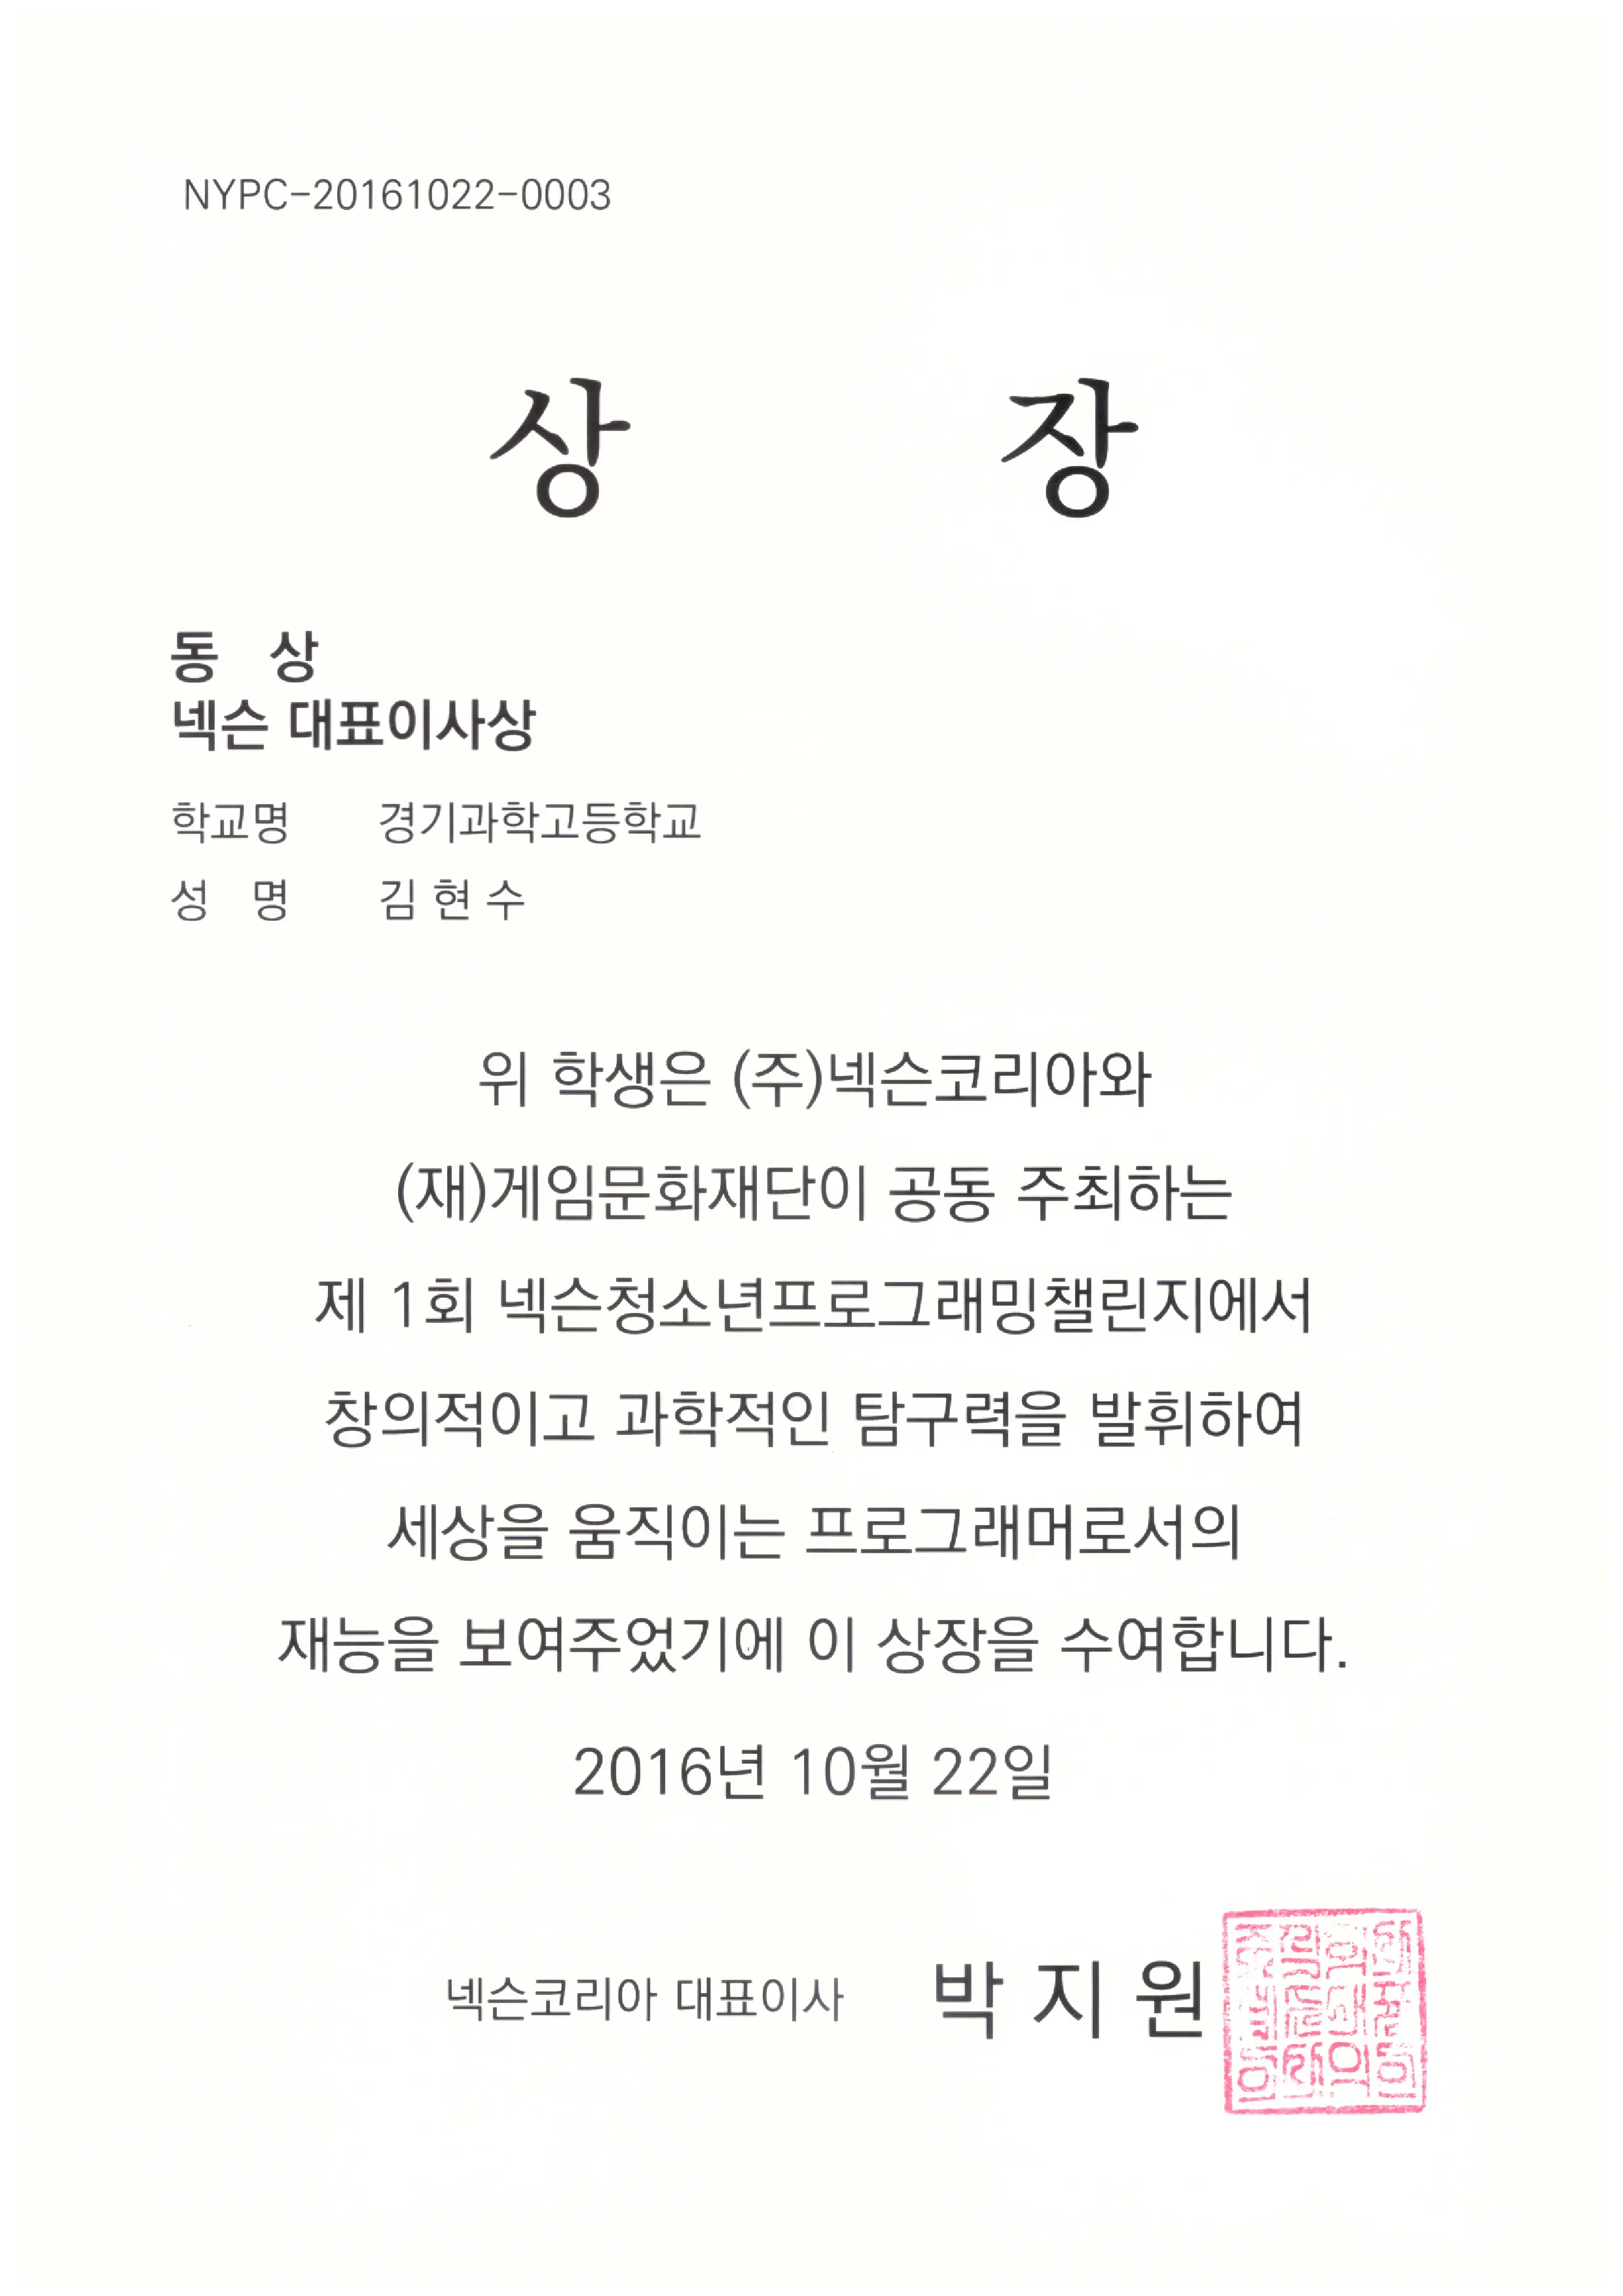 NYPC-20161022-0003
상 장
동 상
넥슨 대표이사상
학교명 경기과학고등학교
성 명 김 현 수
위 학생은 (주)넥슨코리아와
(재)게임문화재단이 공동 주최하는
제 1회 넥슨청소년프로그래밍챌린지에서
창의적이고 과학적인 탐구력을 발휘하여
세상을 움직이는 프로그래머로서의
재능을 보여주었기에 이 상장을 수여합니다.
2016년 10월 22일
넥슨코리아 대표이사 박 지 원